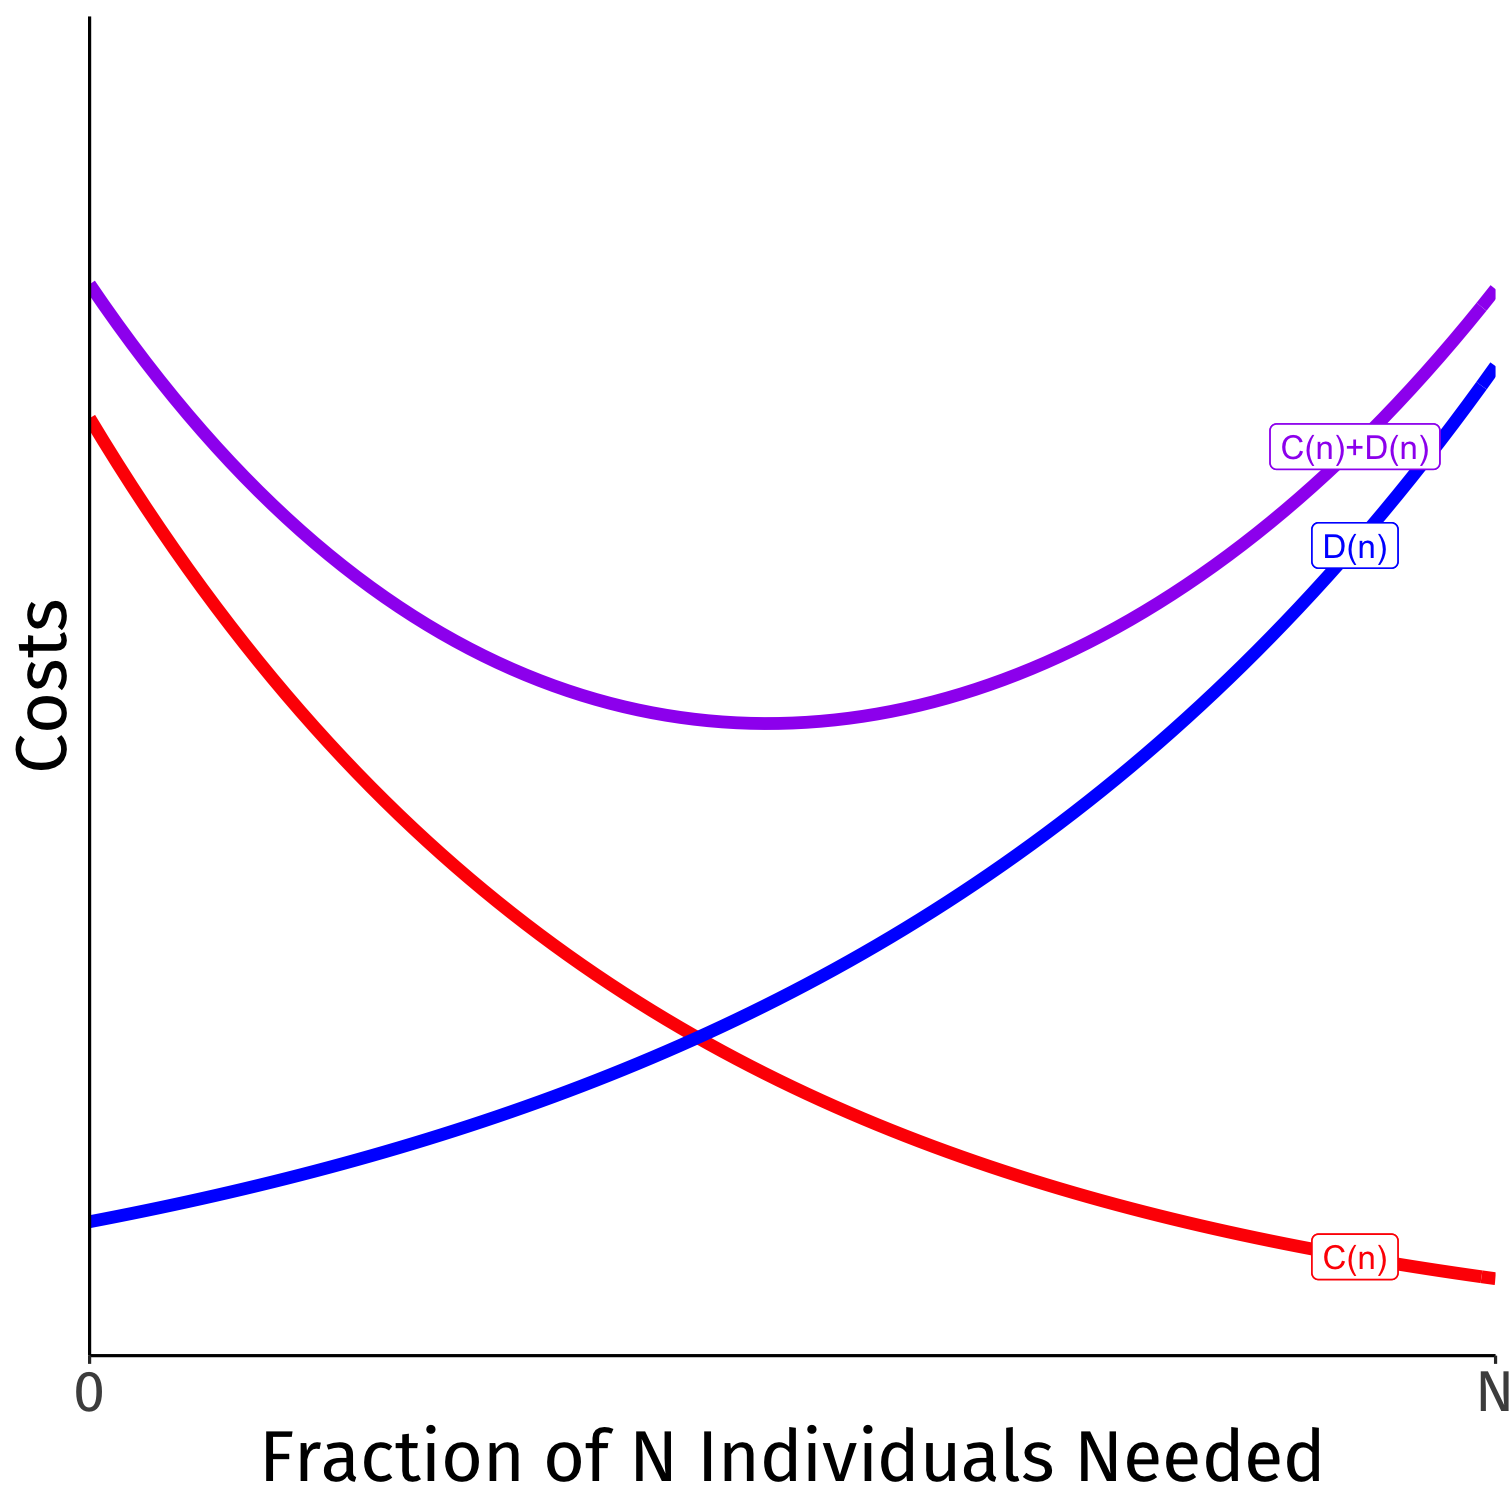 Costs
C(n)+D(n)
D(n)
C(n)
0
N
Fraction of N Individuals Needed